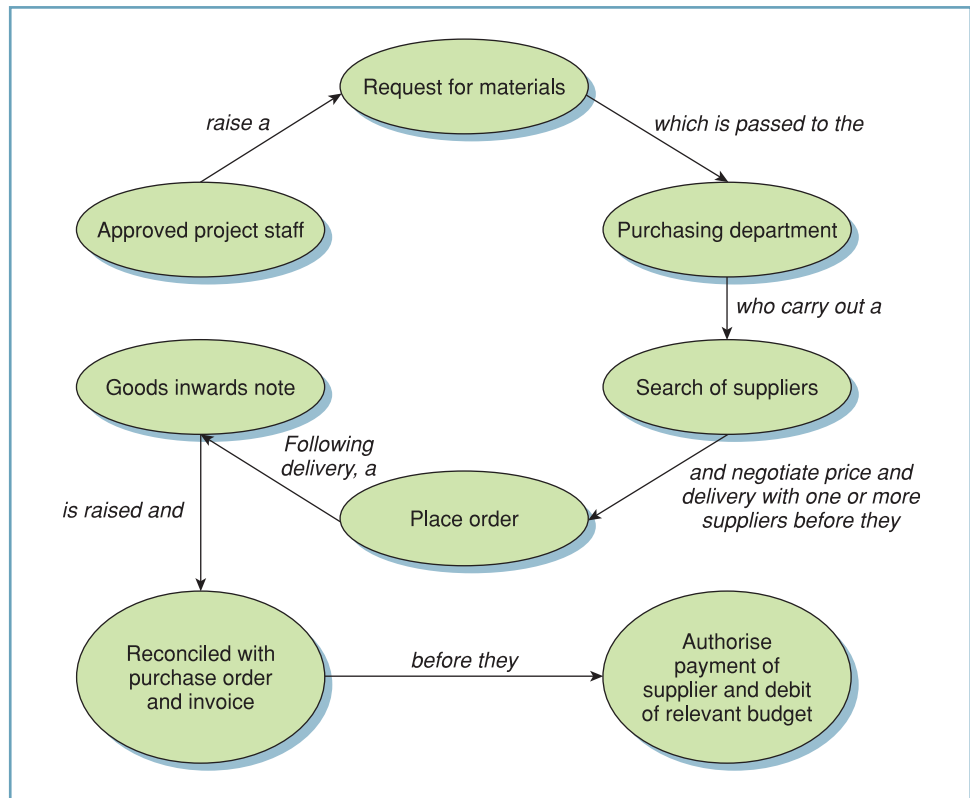 Request for materials
raise a
which is passed to the
Approved project staff
Purchasing department
who carry out a
Goods inwards note
Search of suppliers
Following
delivery, a
and negotiate price and
delivery with one or more
suppliers before they
Place order
is raised and
Reconciled with
purchase order
and invoice
before they
Authorise
payment of
supplier and debit
of relevant budget